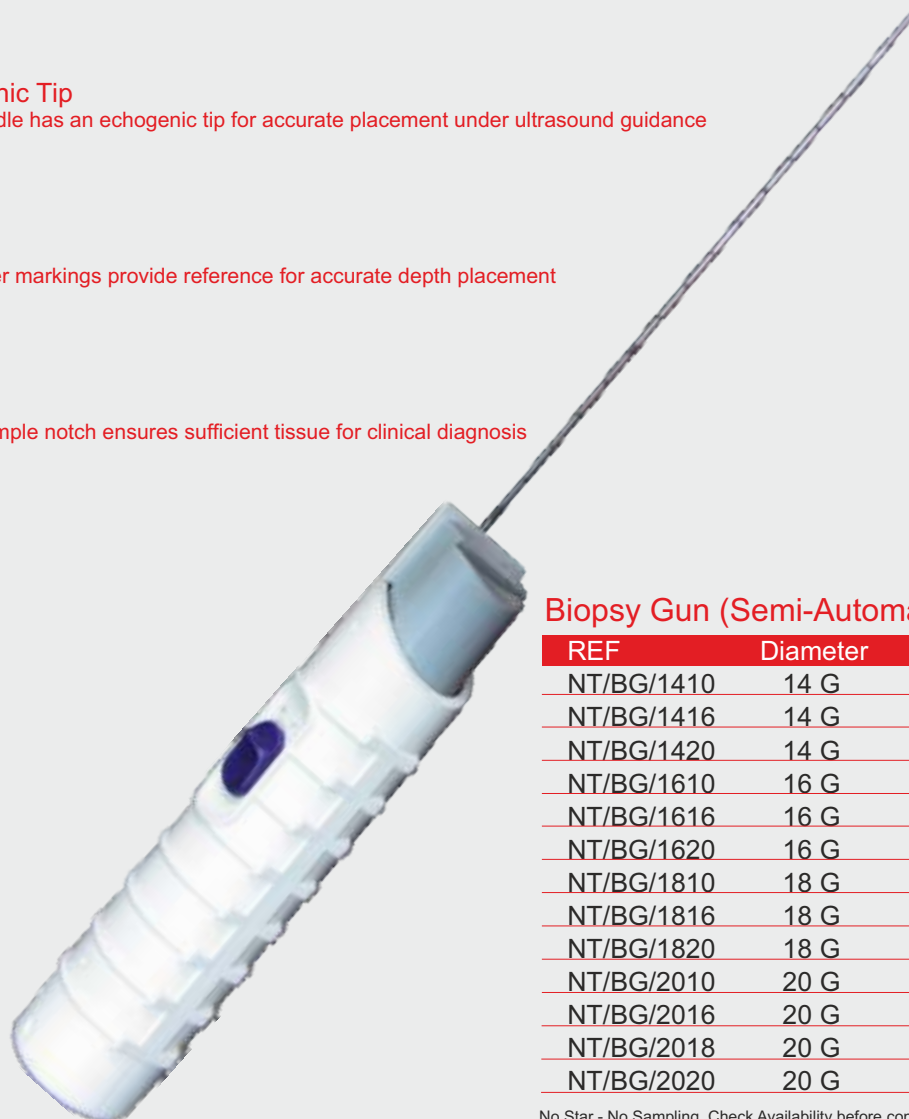 nic Tip
dle has an echogenic tip for accurate placement under ultrasound guidance
er markings provide reference for accurate depth placement
mple notch ensures sufficient tissue for clinical diagnosis
Biopsy Gun (Semi-Automa
REF Diameter
NT/BG/1410 14 G
NT/BG/1416 14 G
NT/BG/1420 14 G
NT/BG/1610 16 G
NT/BG/1616 16 G
NT/BG/1620 16 G
NT/BG/1810 18 G
NT/BG/1816 18 G
NT/BG/1820 18 G
NT/BG/2010 20 G
NT/BG/2016 20 G
NT/BG/2018 20 G
NT/BG/2020 20 G
No Star - No Sampling. Check Availability before con